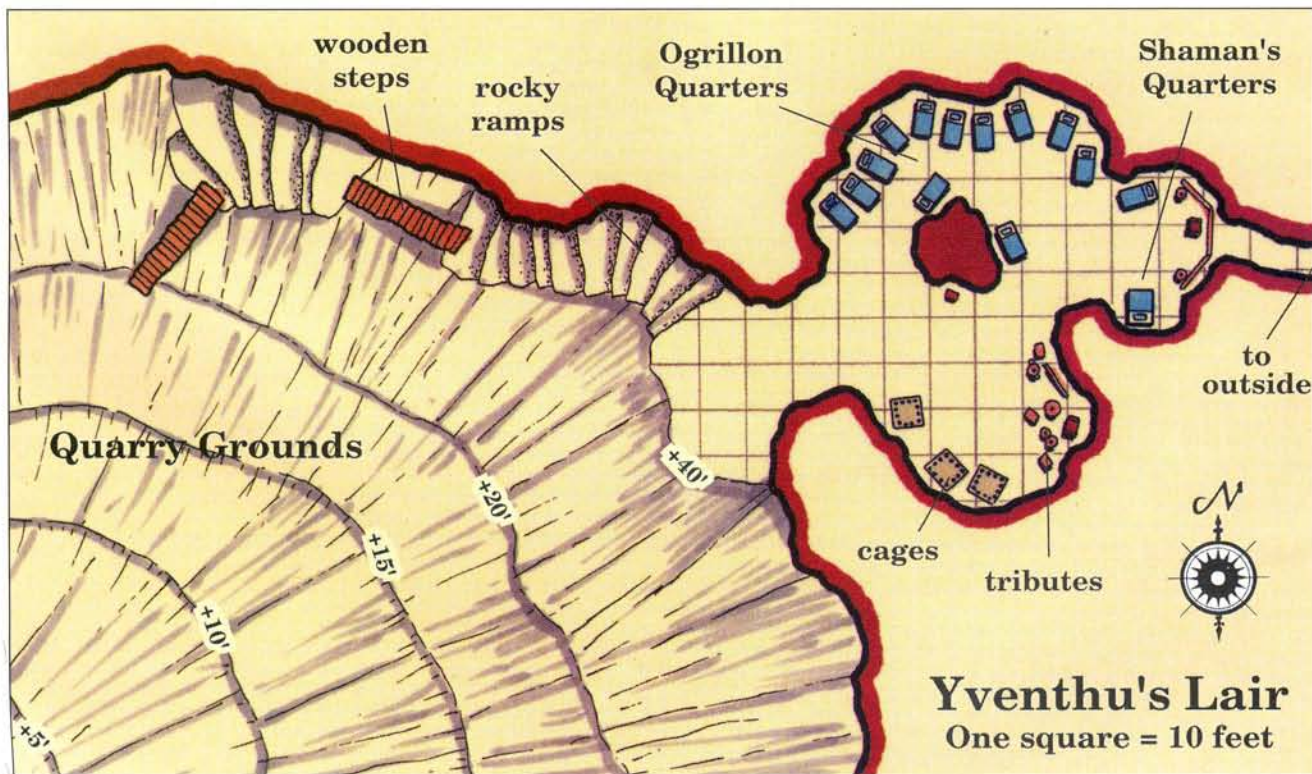 wooden
steps
rocky
ramps
Ogrillon
Quarters
Shaman's
Quarters
to
outside
Quarry Grounds
+40'
+20'
+15'
+10'
+5'
cages
tributes
N
Yventhu's Lair
One square = 10 feet